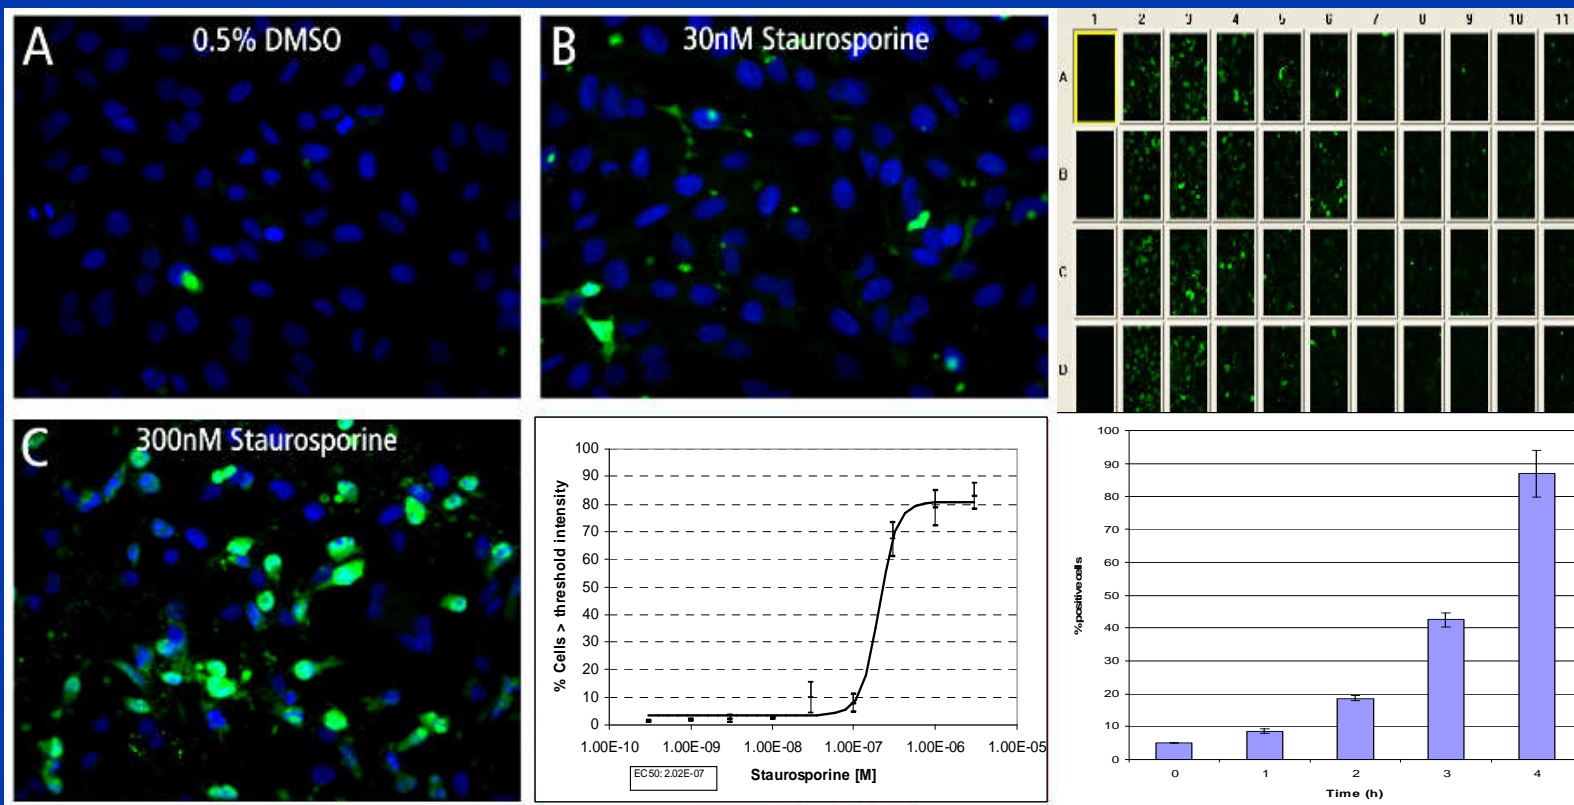 A
0.5% DMSO
B
30nM Staurosporine
1 2 3 4 5 6 7 8 9 10 11
A
B
C
D
C
300nM Staurosporine
% Cells > threshold intensity
100
90
80
70
60
50
40
30
20
10
0
1.00E-10 1.00E-09 1.00E-08 1.00E-07 1.00E-06 1.00E-05
EC50: 2.02E-07
Staurosporine [M]
% positive cells
100
90
80
70
60
50
40
30
20
10
0
0 1 2 3 4
Time (h)